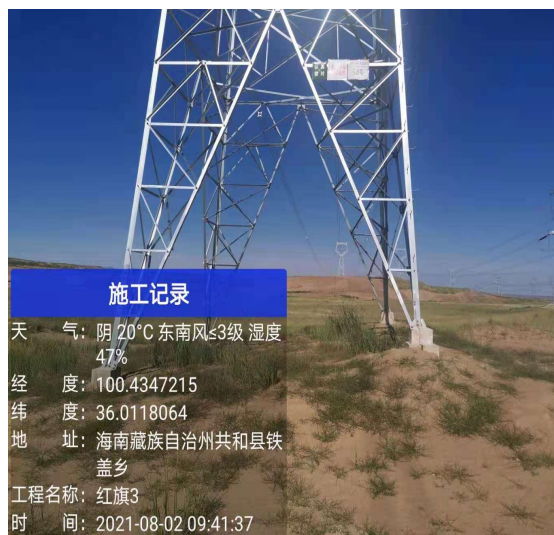 施工记录
天 气: 阴 20°C 东南风≤3级 湿度
47%
经 度: 100.4347215
纬 度: 36.0118064
地 址: 海南藏族自治州共和县铁
盖乡
工程名称: 红旗3
时 间: 2021-08-02 09:41:37